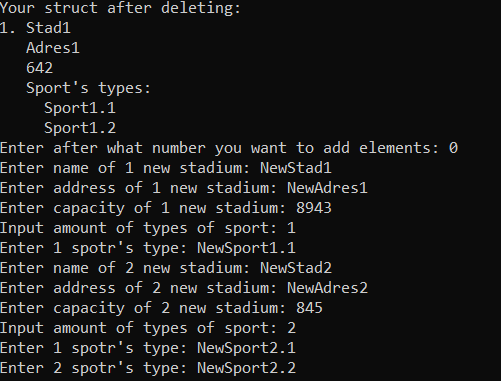 Your struct after deleting:
1. Stad1
   Adres1
   642
   Sport's types:
     Sport1.1
     Sport1.2
Enter after what number you want to add elements: 0
Enter name of 1 new stadium: NewStad1
Enter address of 1 new stadium: NewAdres1
Enter capacity of 1 new stadium: 8943
Input amount of types of sport: 1
Enter 1 spotr's type: NewSport1.1
Enter name of 2 new stadium: NewStad2
Enter address of 2 new stadium: NewAdres2
Enter capacity of 2 new stadium: 845
Input amount of types of sport: 2
Enter 1 spotr's type: NewSport2.1
Enter 2 spotr's type: NewSport2.2